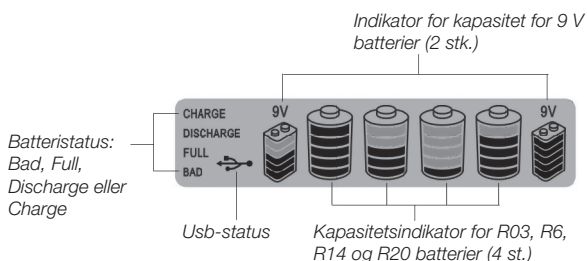 Indikator for kapasitet for 9 V
batterier (2 stk.)
CHARGE
DISCHARGE
FULL
BAD
9V
9V
Batteristatus:
Bad, Full,
Discharge eller
Charge
Usb-status
Kapasitetsindikator for R03, R6,
R14 og R20 batterier (4 st.)